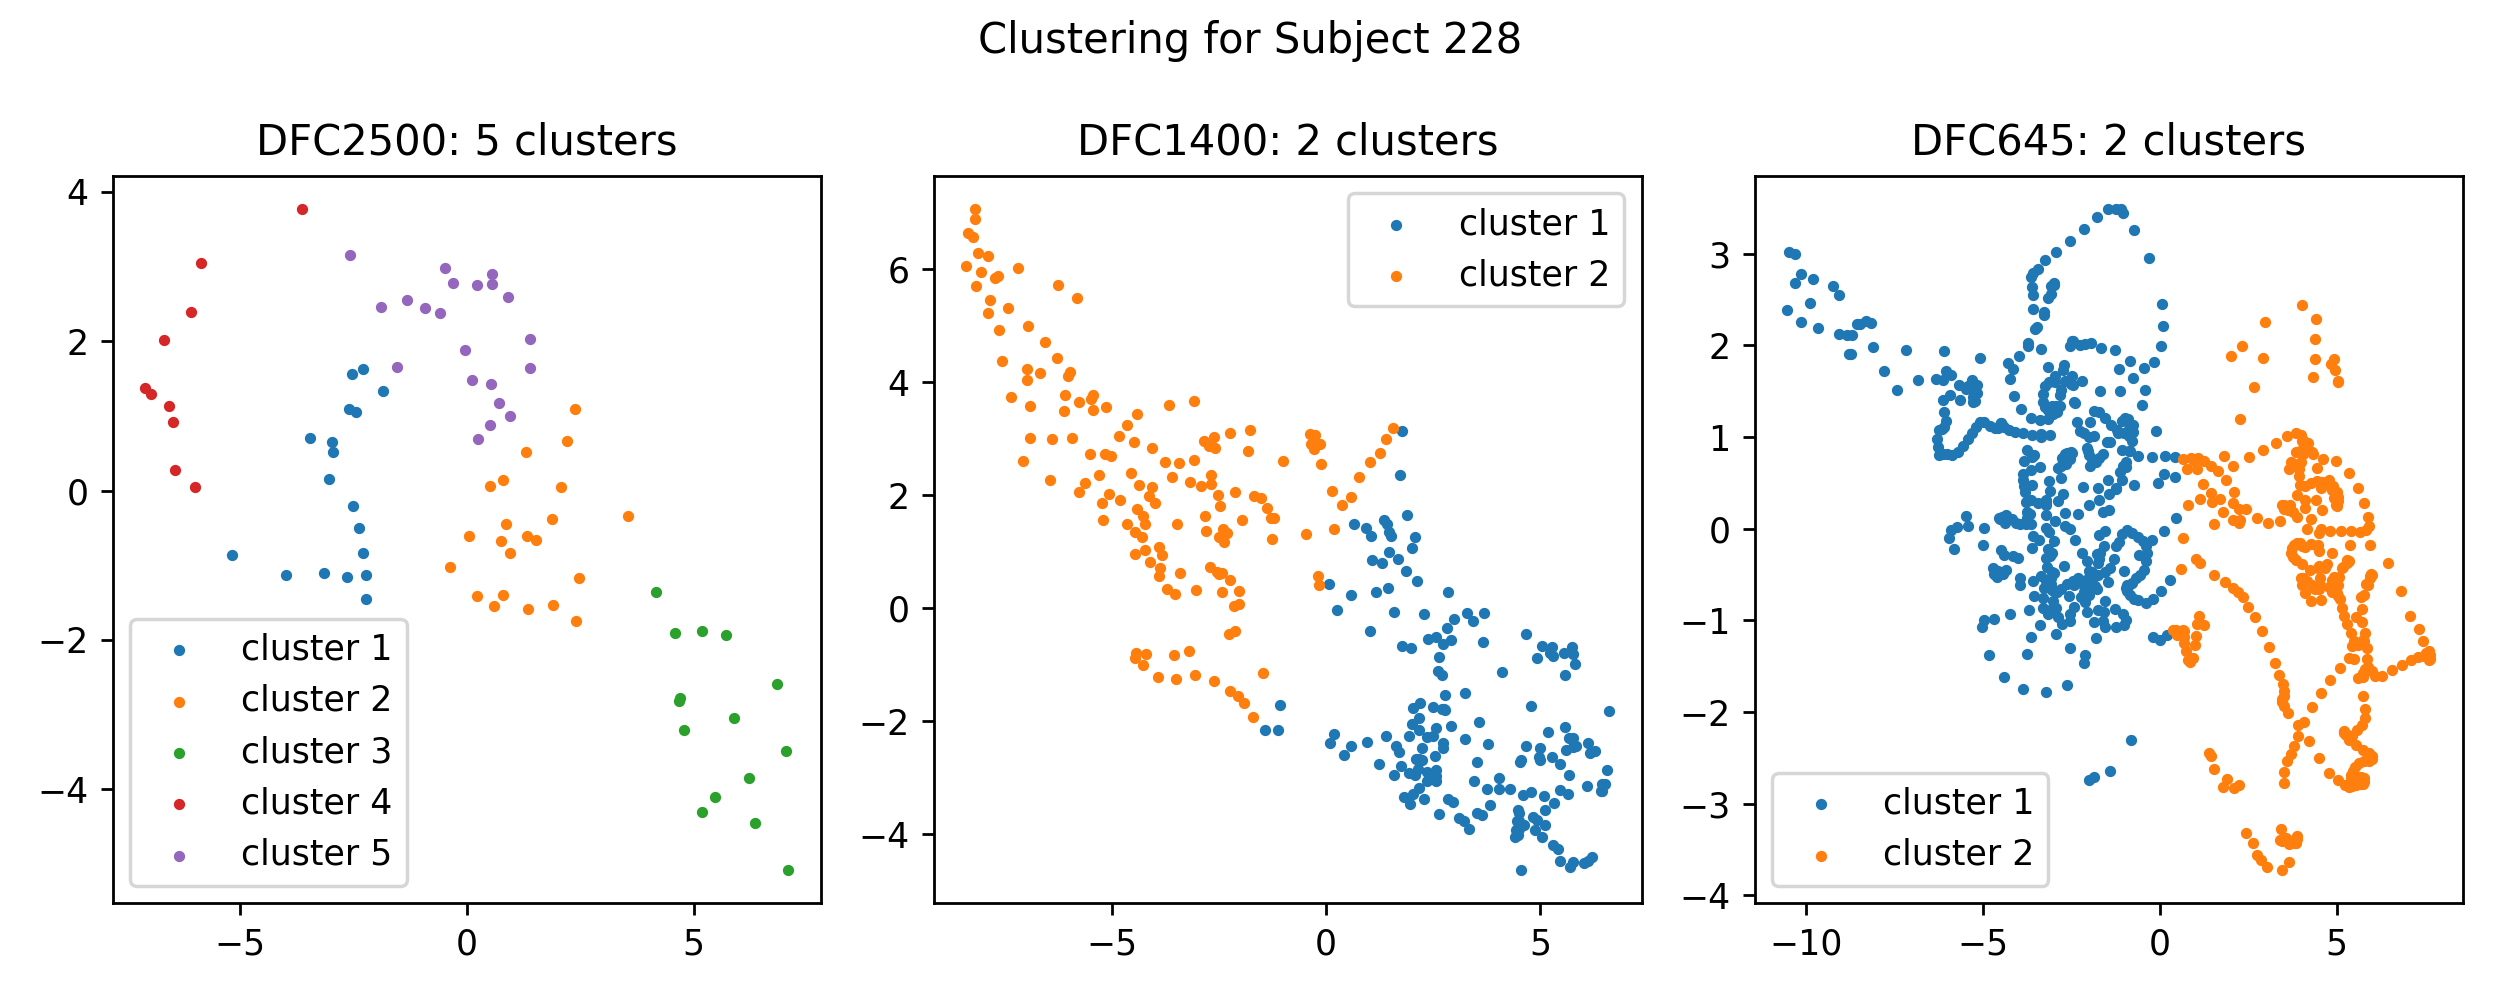 Clustering for Subject 228
DFC2500: 5 clusters
4
2
0
−2
−4
−5
0
5
cluster 1
cluster 2
cluster 3
cluster 4
cluster 5
DFC1400: 2 clusters
6
4
2
0
−2
−4
−5
0
5
cluster 1
cluster 2
DFC645: 2 clusters
3
2
1
0
−1
−2
−3
−4
−10
−5
0
5
cluster 1
cluster 2